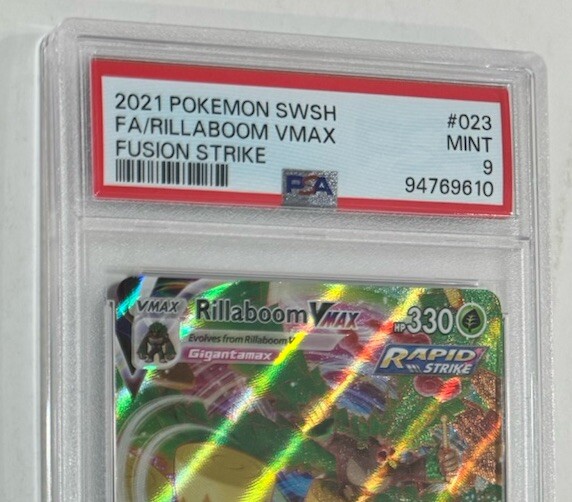 2021 POKEMON SWSH #023
FA/RILLABOOM VMAX MINT
FUSION STRIKE 9
PSA 94769610
VMAX Rillaboom VMAX HP 330
Evolves from Rillaboom V
Gigantamax
RAPID STRIKE